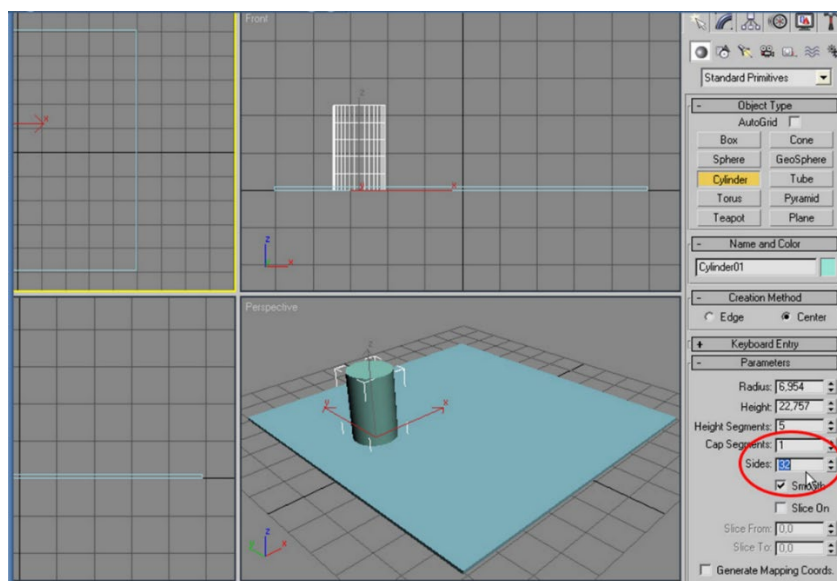 Front
x
z
y
x
z
x
Perspective
z
y
x
z
x
Standard Primitives
- Object Type
AutoGrid
Box Cone
Sphere GeoSphere
Cylinder Tube
Torus Pyramid
Teapot Plane
- Name and Color
Cylinder01
- Creation Method
Edge Center
+ Keyboard Entry
- Parameters
Radius: 6,954
Height: 22,757
Height Segments: 5
Cap Segments: 1
Sides: 32
Smooth
Slice On
Slice From: 0,0
Slice To: 0,0
Generate Mapping Coords.